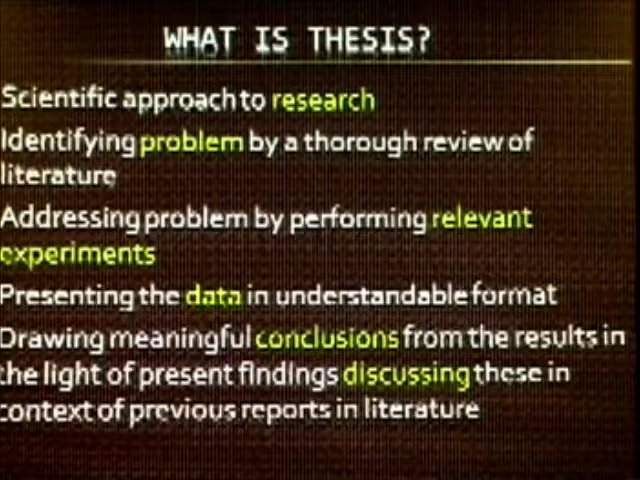 WHAT IS THESIS?
Scientific approach to research
Identifying problem by a thorough review of
literature
Addressing problem by performing relevant
experiments
Presenting the data in understandable format
Drawing meaningful conclusions from the results in
the light of present findings discussing these in
context of previous reports in literature